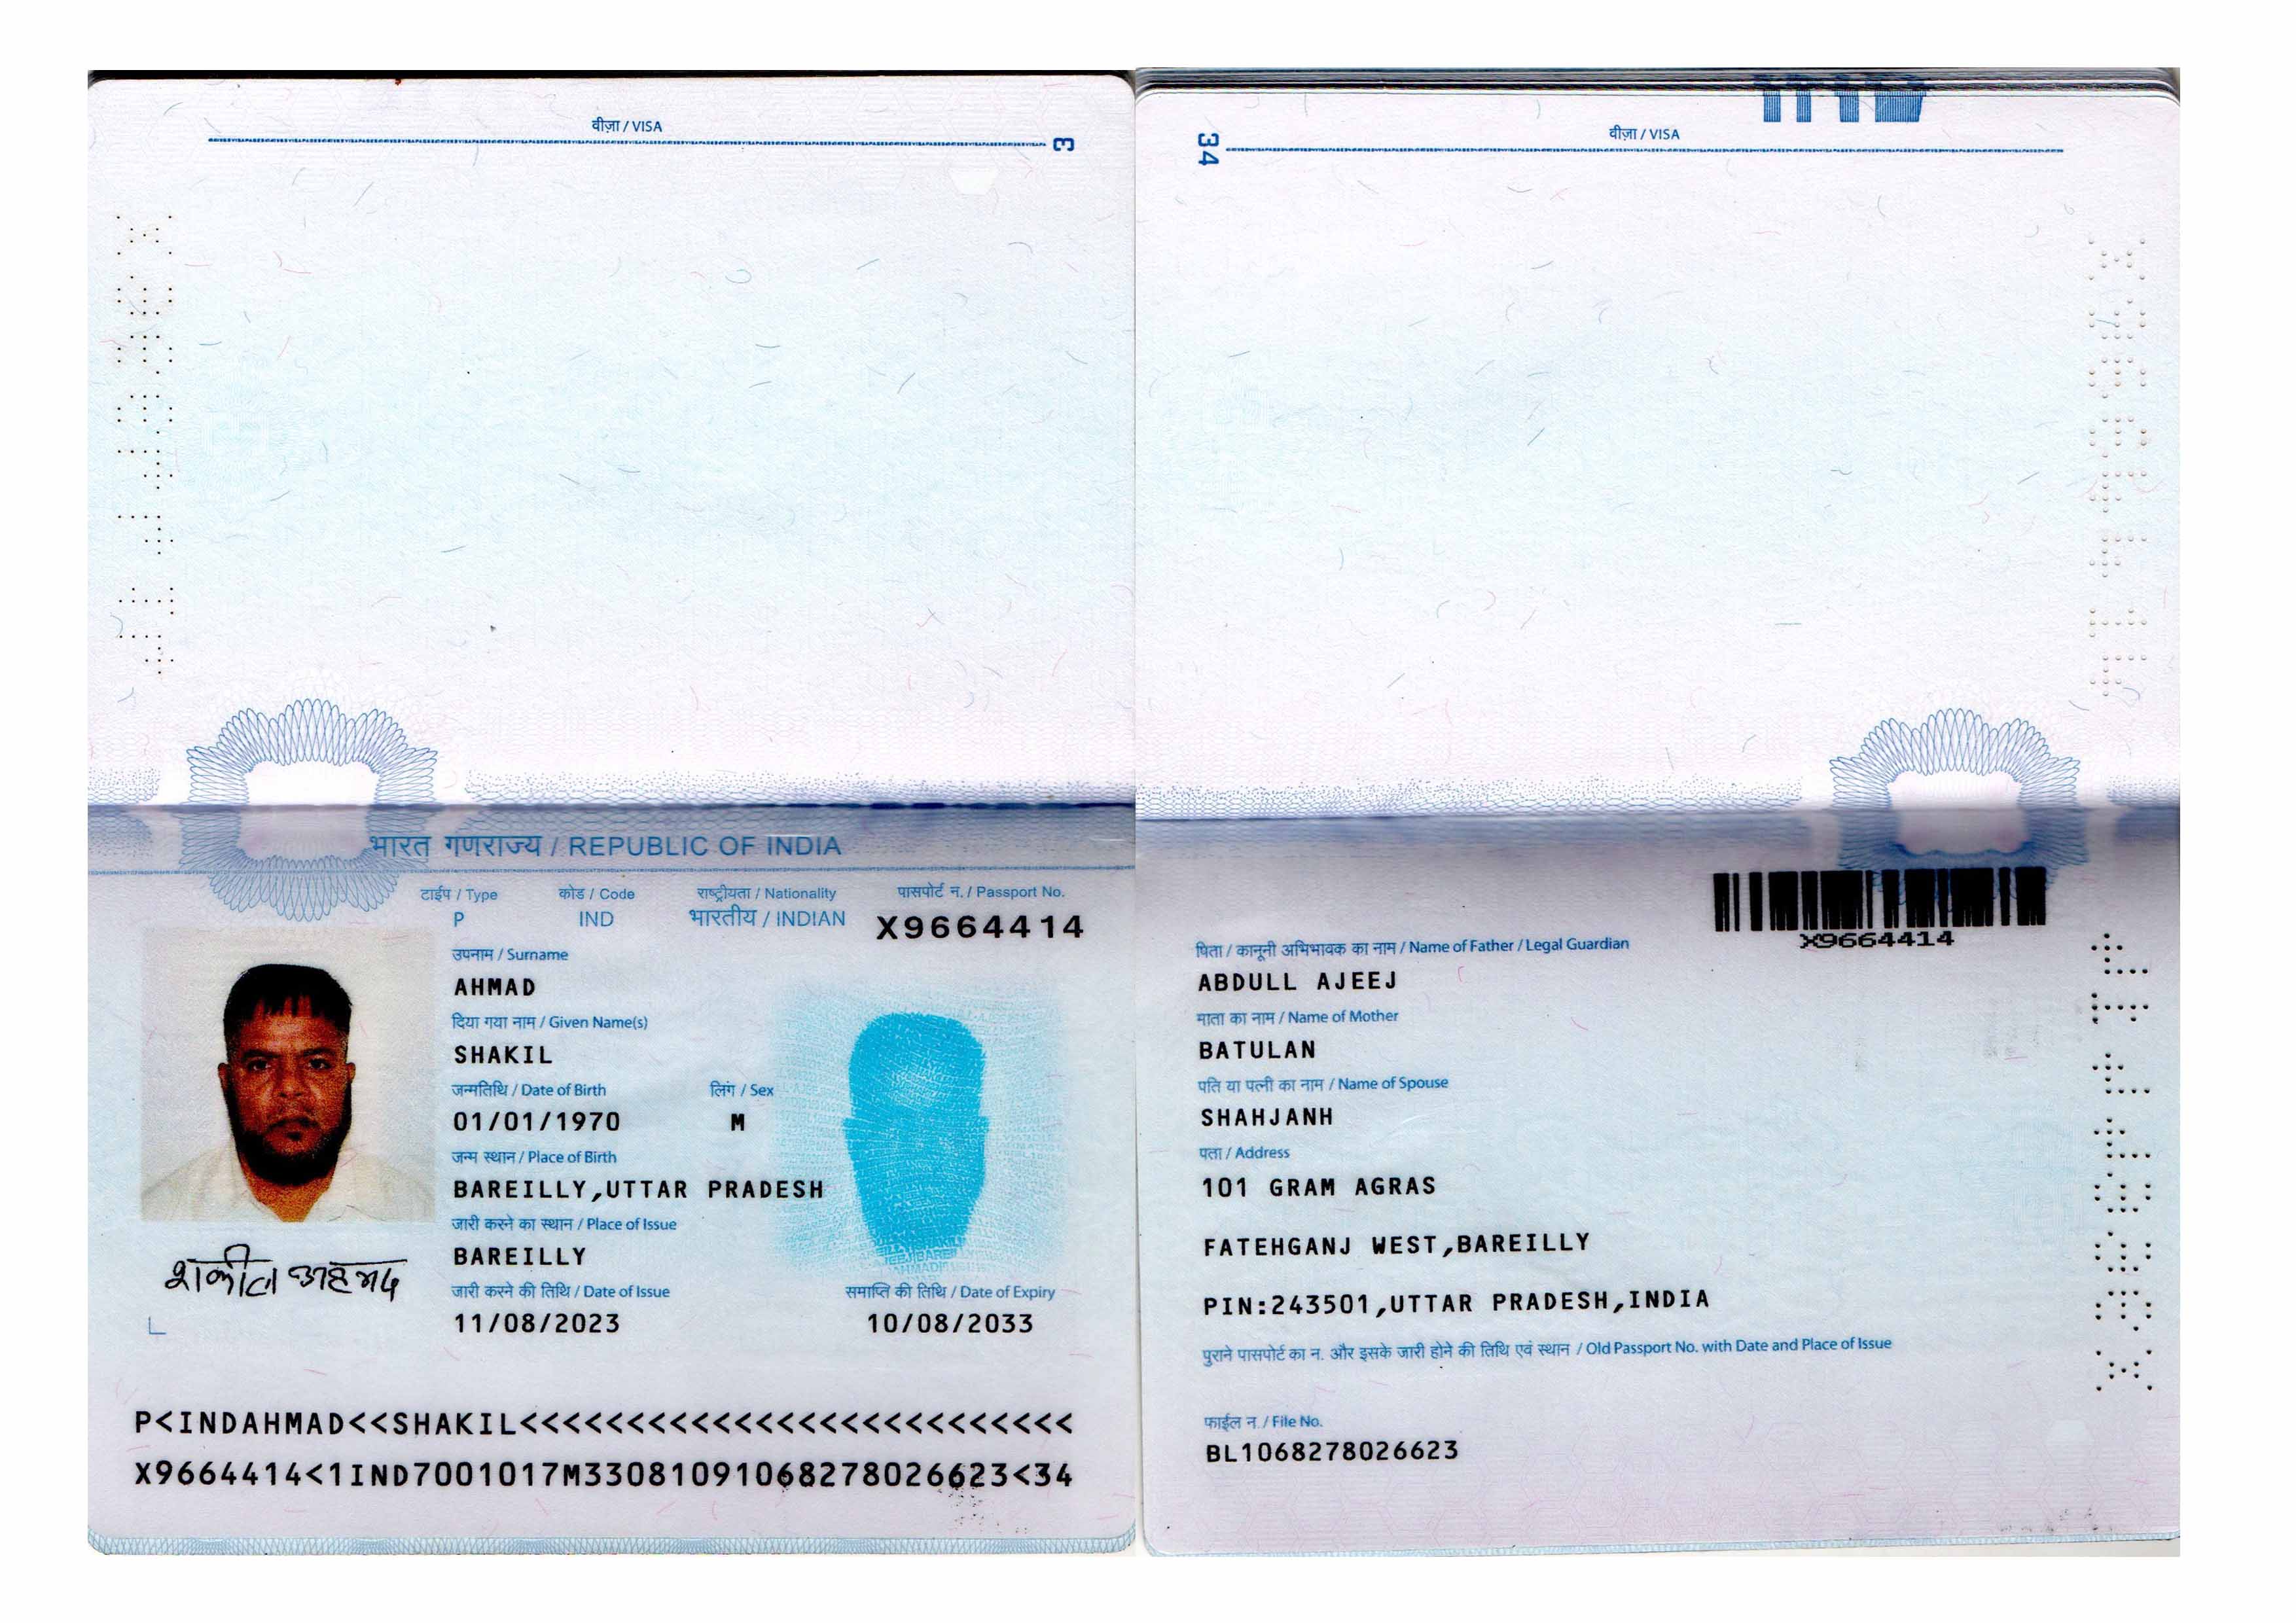 वीज़ा / VISA
3
भारत गणराज्य / REPUBLIC OF INDIA
टाईप / Type
कोड / Code
राष्ट्रीयता / Nationality
पासपोर्ट न. / Passport No.
P
IND
भारतीय / INDIAN
X9664414
उपनाम / Surname
AHMAD
दिया गया नाम / Given Name(s)
SHAKIL
जन्मतिथि / Date of Birth
लिंग / Sex
01/01/1970
M
जन्म स्थान / Place of Birth
BAREILLY,UTTAR PRADESH
जारी करने का स्थान / Place of Issue
BAREILLY
जारी करने की तिथि / Date of Issue
समाप्ति की तिथि / Date of Expiry
11/08/2023
10/08/2033
शकील अहमद
P<INDAHMAD<<SHAKIL<<<<<<<<<<<<<<<<<<<<<<<<<<
X9664414<1IND7001017M33081091068278026623<34
34
वीज़ा / VISA
X9664414
पिता / कानूनी अभिभावक का नाम / Name of Father / Legal Guardian
ABDULL AJEEJ
माता का नाम / Name of Mother
BATULAN
पति या पत्नी का नाम / Name of Spouse
SHAHJANH
पता / Address
101 GRAM AGRAS
FATEHGANJ WEST,BAREILLY
PIN:243501,UTTAR PRADESH,INDIA
पुराने पासपोर्ट का न. और इसके जारी होने की तिथि एवं स्थान / Old Passport No. with Date and Place of Issue
फाईल न. / File No.
BL1068278026623
X9664414